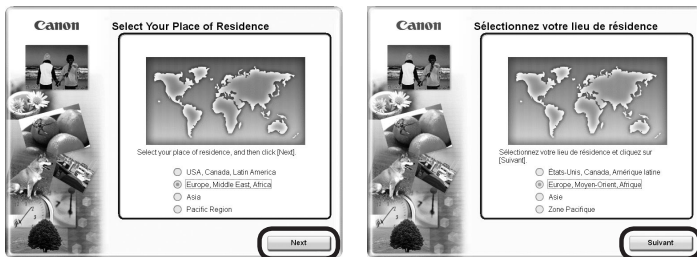 Canon
Select Your Place of Residence
Select your place of residence, and then click [Next].
USA, Canada, Latin America
Europe, Middle East, Africa
Asia
Pacific Region
Next
Canon
Sélectionnez votre lieu de résidence
Sélectionnez votre lieu de résidence et cliquez sur
[Suivant].
États-Unis, Canada, Amérique latine
Europe, Moyen-Orient, Afrique
Asie
Zone Pacifique
Suivant